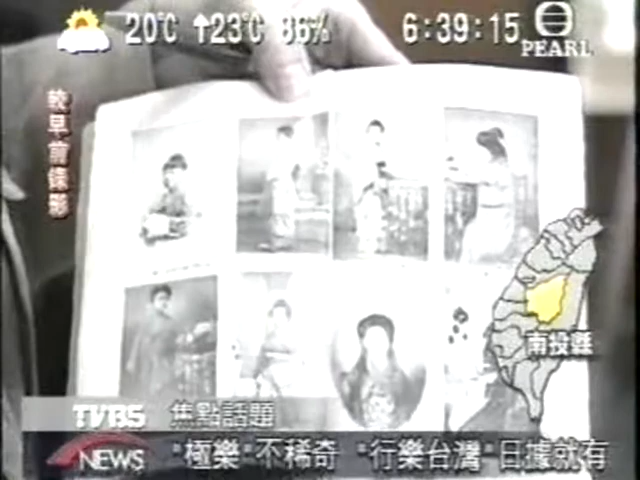 20°C ↑23°C 86% 6:39:15
PEARL
較早前錄影
南投縣
TVBS 焦點話題
NEWS "極樂"不稀奇 "行樂台灣"日據就有